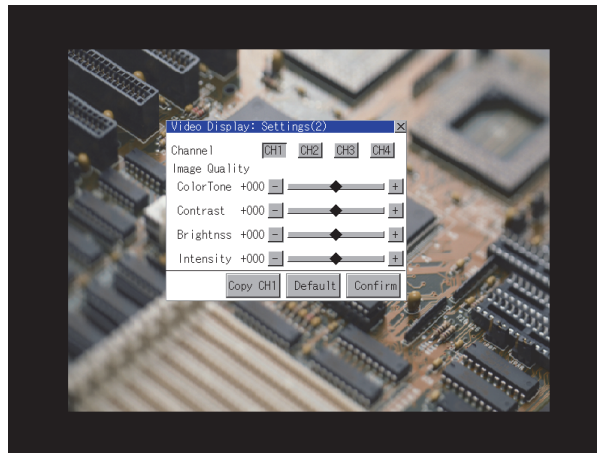 Video Display: Settings(2) ×
Channel CH1 CH2 CH3 CH4
Image Quality
ColorTone +000 - +
Contrast +000 - +
Brightnss +000 - +
Intensity +000 - +
Copy CH1 Default Confirm